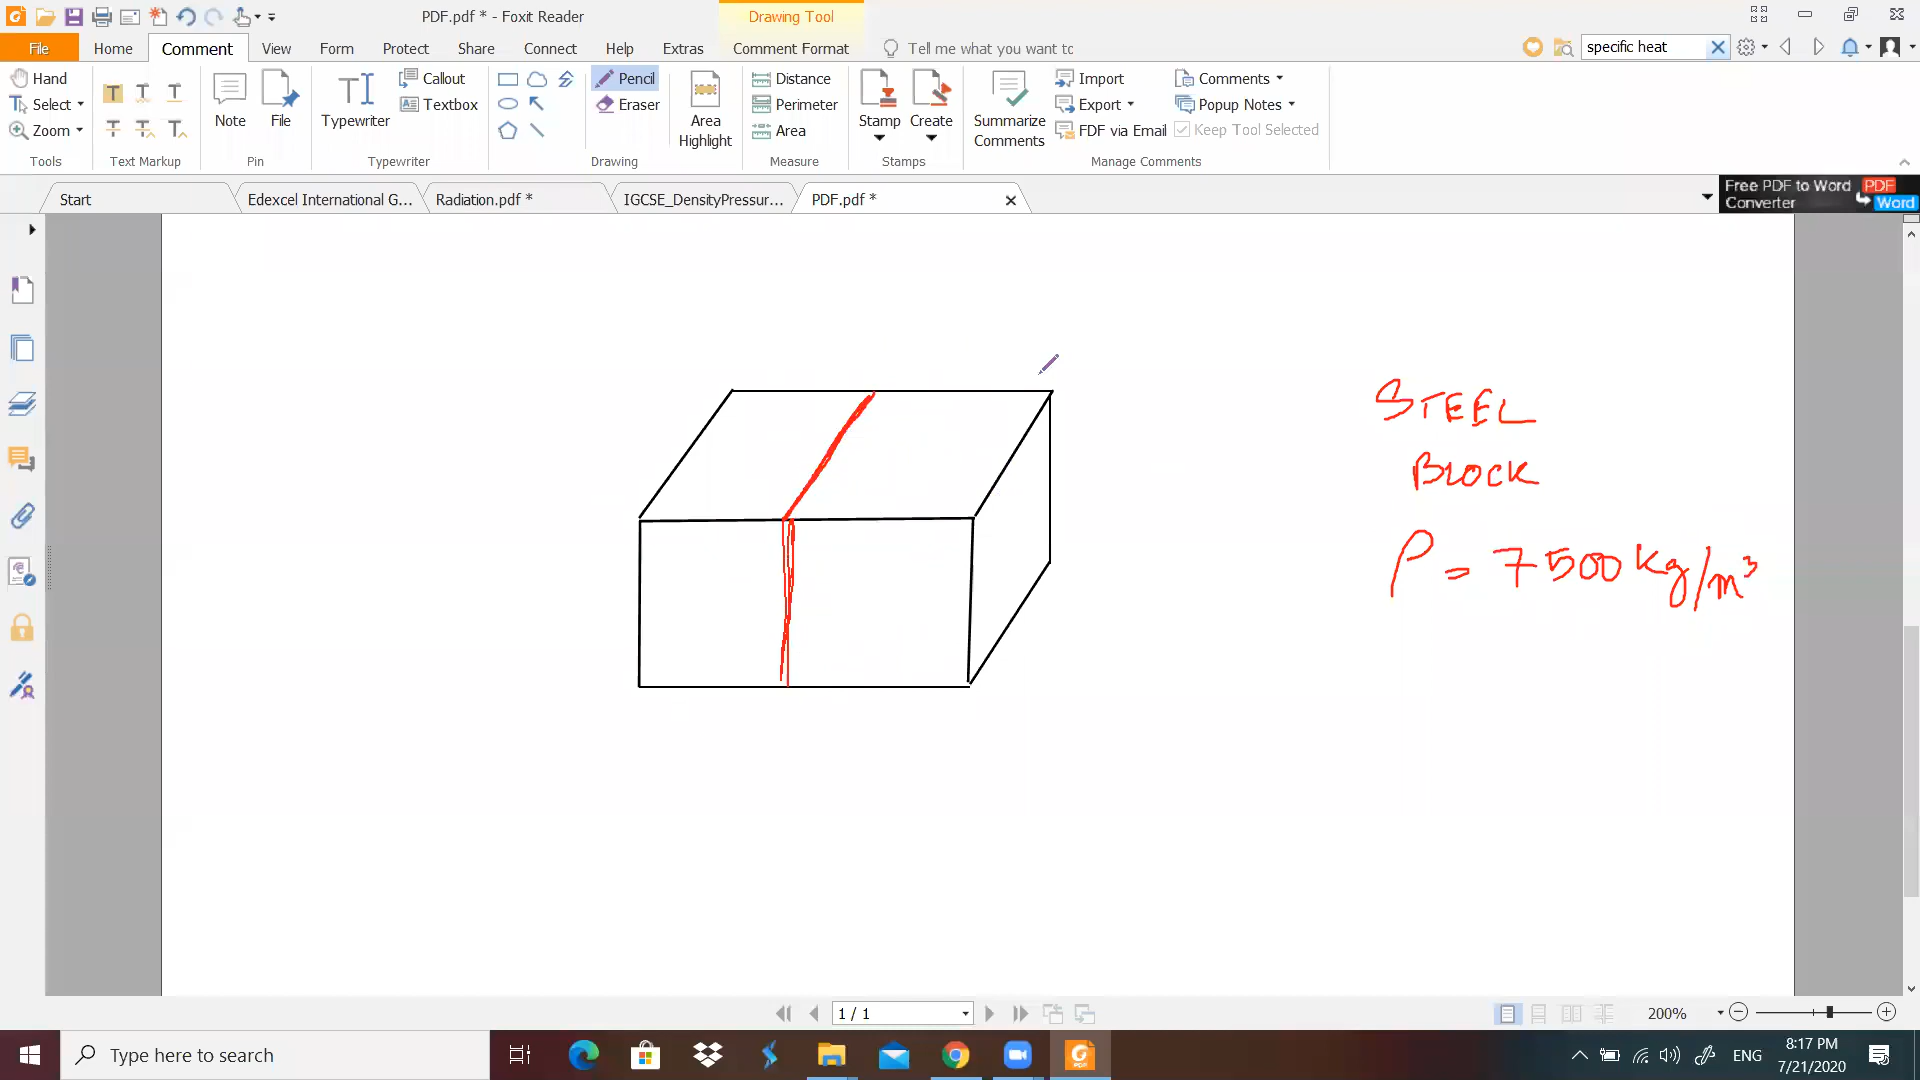 PDF.pdf * - Foxit Reader
Drawing Tool
File
Home
Comment
View
Form
Protect
Share
Connect
Help
Extras
Comment Format
Tell me what you want to
specific heat
Hand
Select
Zoom
Tools
Text Markup
Note
File
Pin
Typewriter
Callout
Textbox
Typewriter
Pencil
Eraser
Drawing
Area
Highlight
Distance
Perimeter
Area
Measure
Stamp
Create
Stamps
Summarize
Comments
Import
Export
FDF via Email
Comments
Popup Notes
Keep Tool Selected
Manage Comments
Start
Edexcel International G...
Radiation.pdf *
IGCSE_DensityPressur...
PDF.pdf *
Free PDF to Word
Converter
PDF
Word
STEEL
BLOCK
ρ = 7500 kg/m³
1 / 1
200%
Type here to search
ENG
8:17 PM
7/21/2020